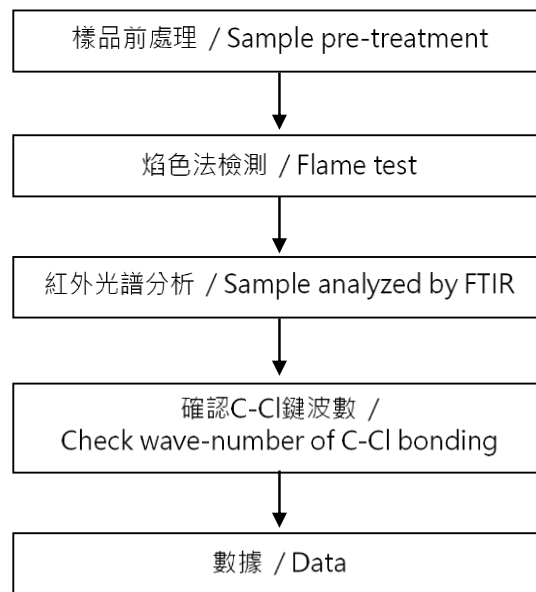 樣品前處理 / Sample pre-treatment
焰色法檢測 / Flame test
紅外光譜分析 / Sample analyzed by FTIR
確認C-Cl鍵波數 /
Check wave-number of C-Cl bonding
數據 / Data